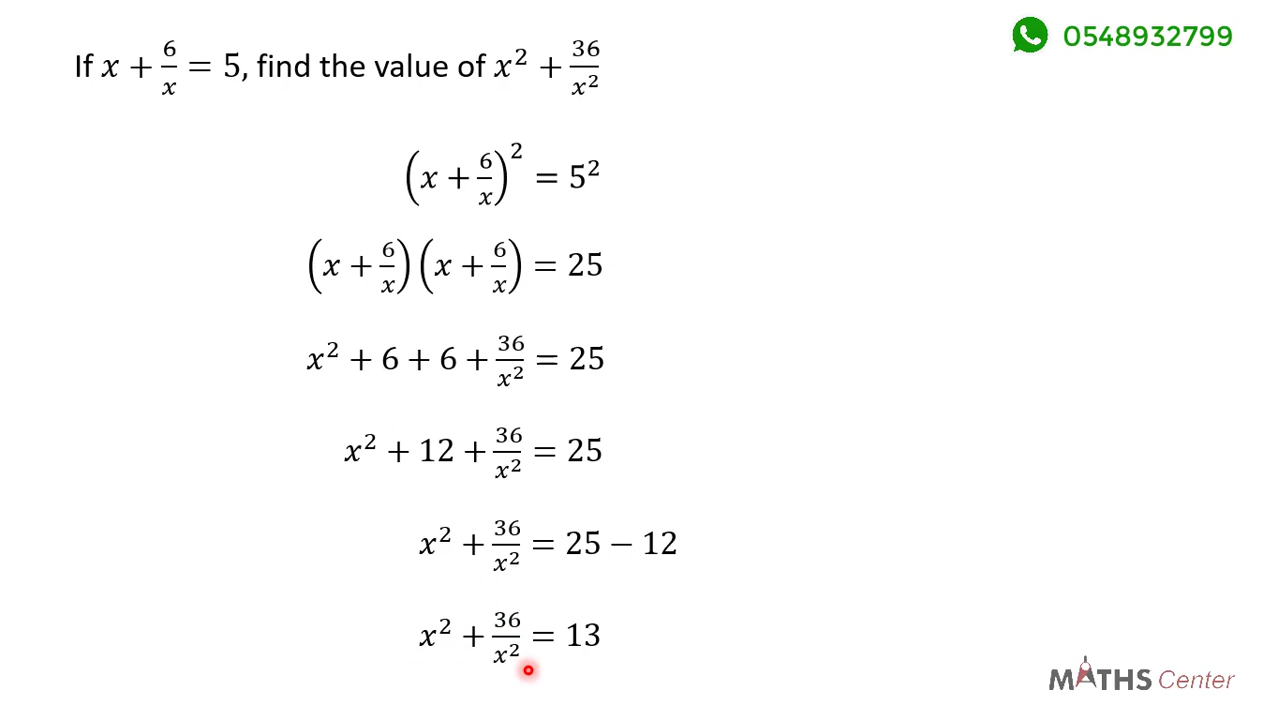 0548932799
If x + 6/x = 5, find the value of x² + 36/x²
(x + 6/x)² = 5²
(x + 6/x)(x + 6/x) = 25
x² + 6 + 6 + 36/x² = 25
x² + 12 + 36/x² = 25
x² + 36/x² = 25 − 12
x² + 36/x² = 13
MATHS Center